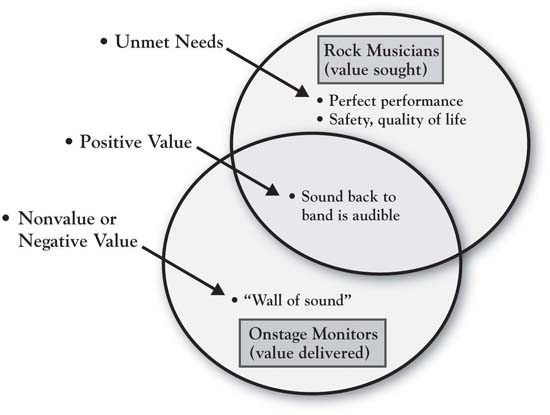 • Unmet Needs
Rock Musicians
(value sought)
• Perfect performance
• Safety, quality of life
• Positive Value
• Sound back to
band is audible
• Nonvalue or
Negative Value
• “Wall of sound”
Onstage Monitors
(value delivered)